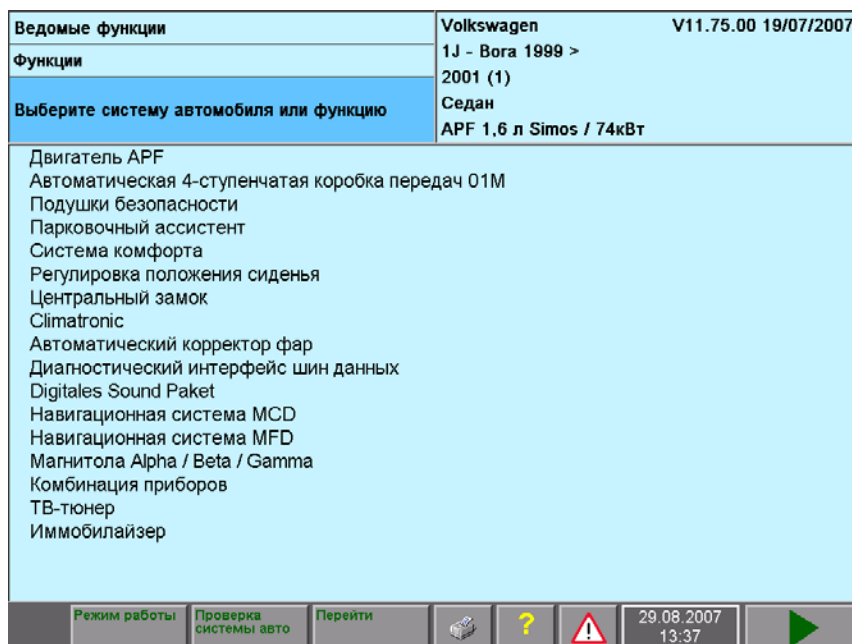 Ведомые функции
Функции
Выберите систему автомобиля или функцию
Volkswagen V11.75.00 19/07/2007
1J - Bora 1999 >
2001 (1)
Седан
APF 1,6 л Simos / 74кВт
Двигатель APF
Автоматическая 4-ступенчатая коробка передач 01M
Подушки безопасности
Парковочный ассистент
Система комфорта
Регулировка положения сиденья
Центральный замок
Climatronic
Автоматический корректор фар
Диагностический интерфейс шин данных
Digitales Sound Paket
Навигационная система MCD
Навигационная система MFD
Магнитола Alpha / Beta / Gamma
Комбинация приборов
ТВ-тюнер
Иммобилайзер
Режим работы
Проверка
системы авто
Перейти
?
!
29.08.2007
13:37